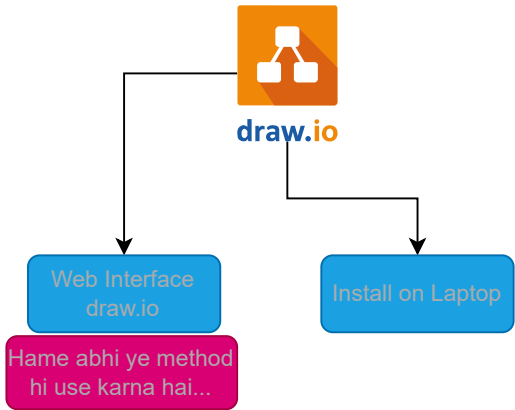 draw.io
Web Interface
draw.io
Install on Laptop
Hame abhi ye method
hi use karna hai...